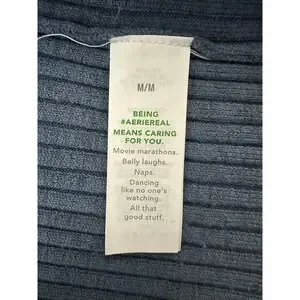 M/M
BEING
#AERIEREAL
MEANS CARING
FOR YOU.
Movie marathons.
Belly laughs.
Naps.
Dancing
like no one's
watching.
All that
good stuff.